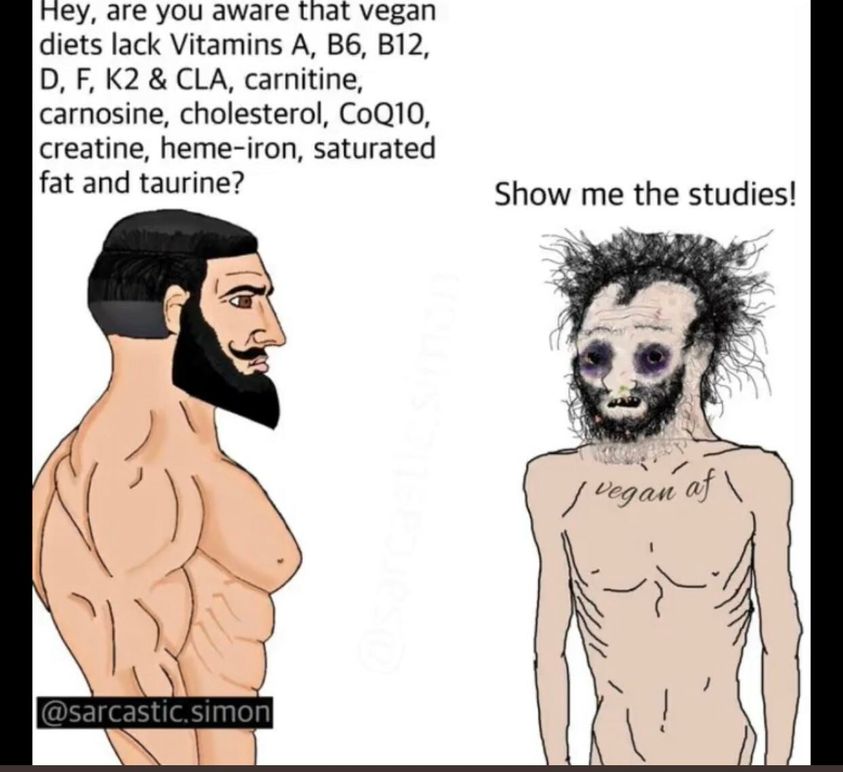 Hey, are you aware that vegan
diets lack Vitamins A, B6, B12,
D, F, K2 & CLA, carnitine,
carnosine, cholesterol, CoQ10,
creatine, heme-iron, saturated
fat and taurine?
Show me the studies!
vegan af
@sarcastic.simon
@sarcastic.simon